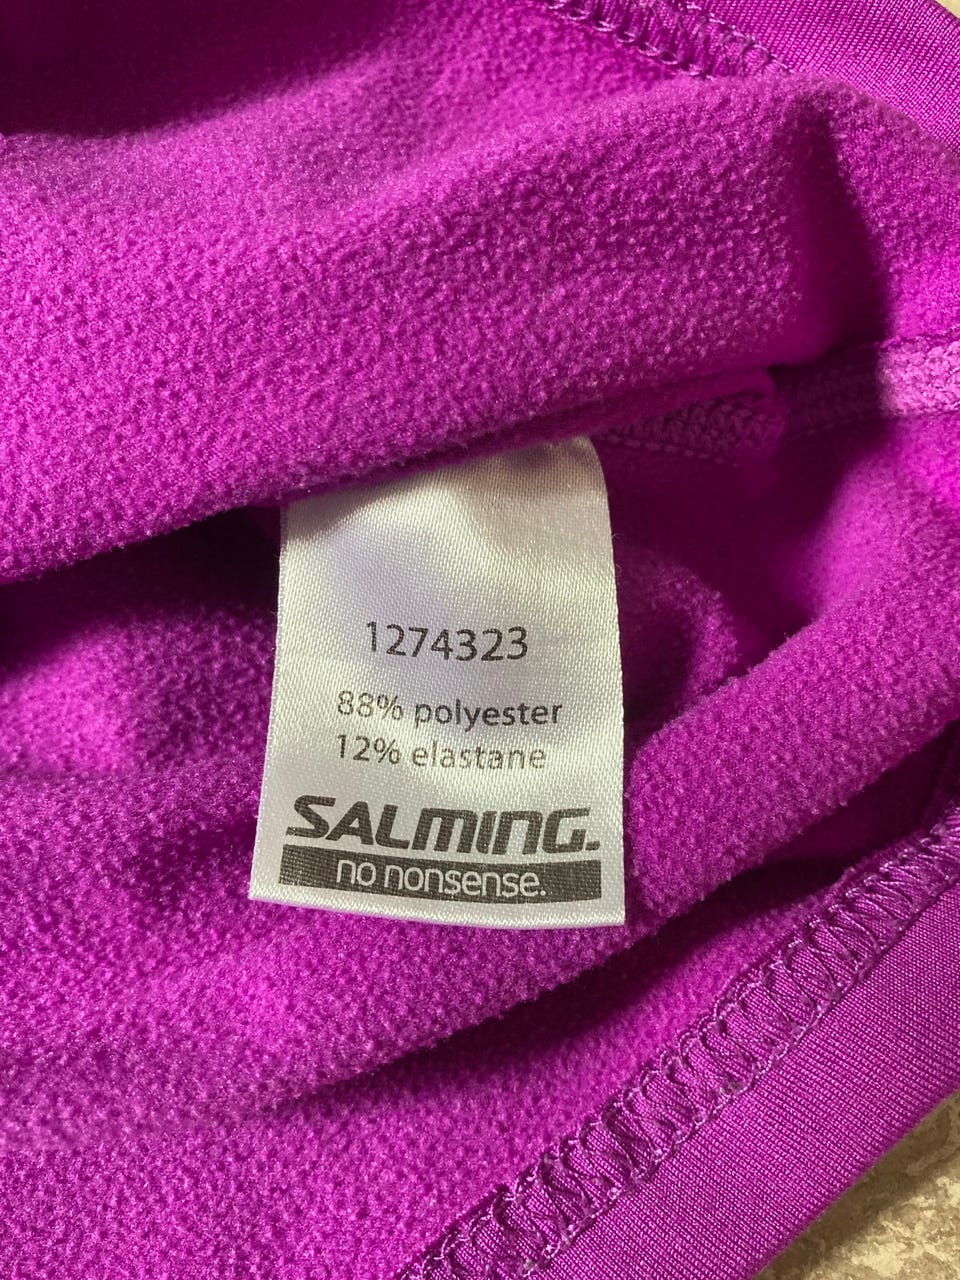 1274323
88% polyester
12% elastane
SALMING.
no nonsense.